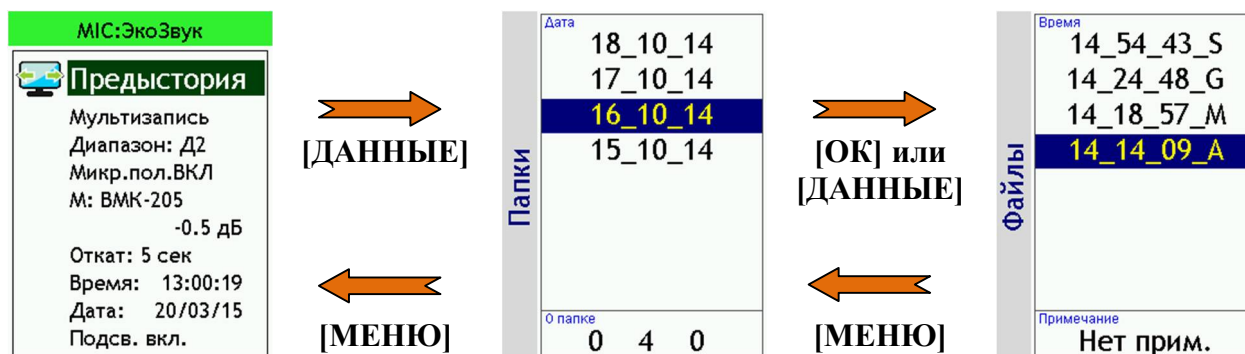 MIC:ЭкоЗвук
Предыстория
Мультизапись
Диапазон: Д2
Микр.пол.ВКЛ
М: ВМК-205
-0.5 дБ
Откат: 5 сек
Время: 13:00:19
Дата: 20/03/15
Подсв. вкл.
[ДАННЫЕ]
[МЕНЮ]
Папки
Дата
18_10_14
17_10_14
16_10_14
15_10_14
О папке
0 4 0
[ОК] или
[ДАННЫЕ]
[МЕНЮ]
Файлы
Время
14_54_43_S
14_24_48_G
14_18_57_M
14_14_09_A
Примечание
Нет прим.